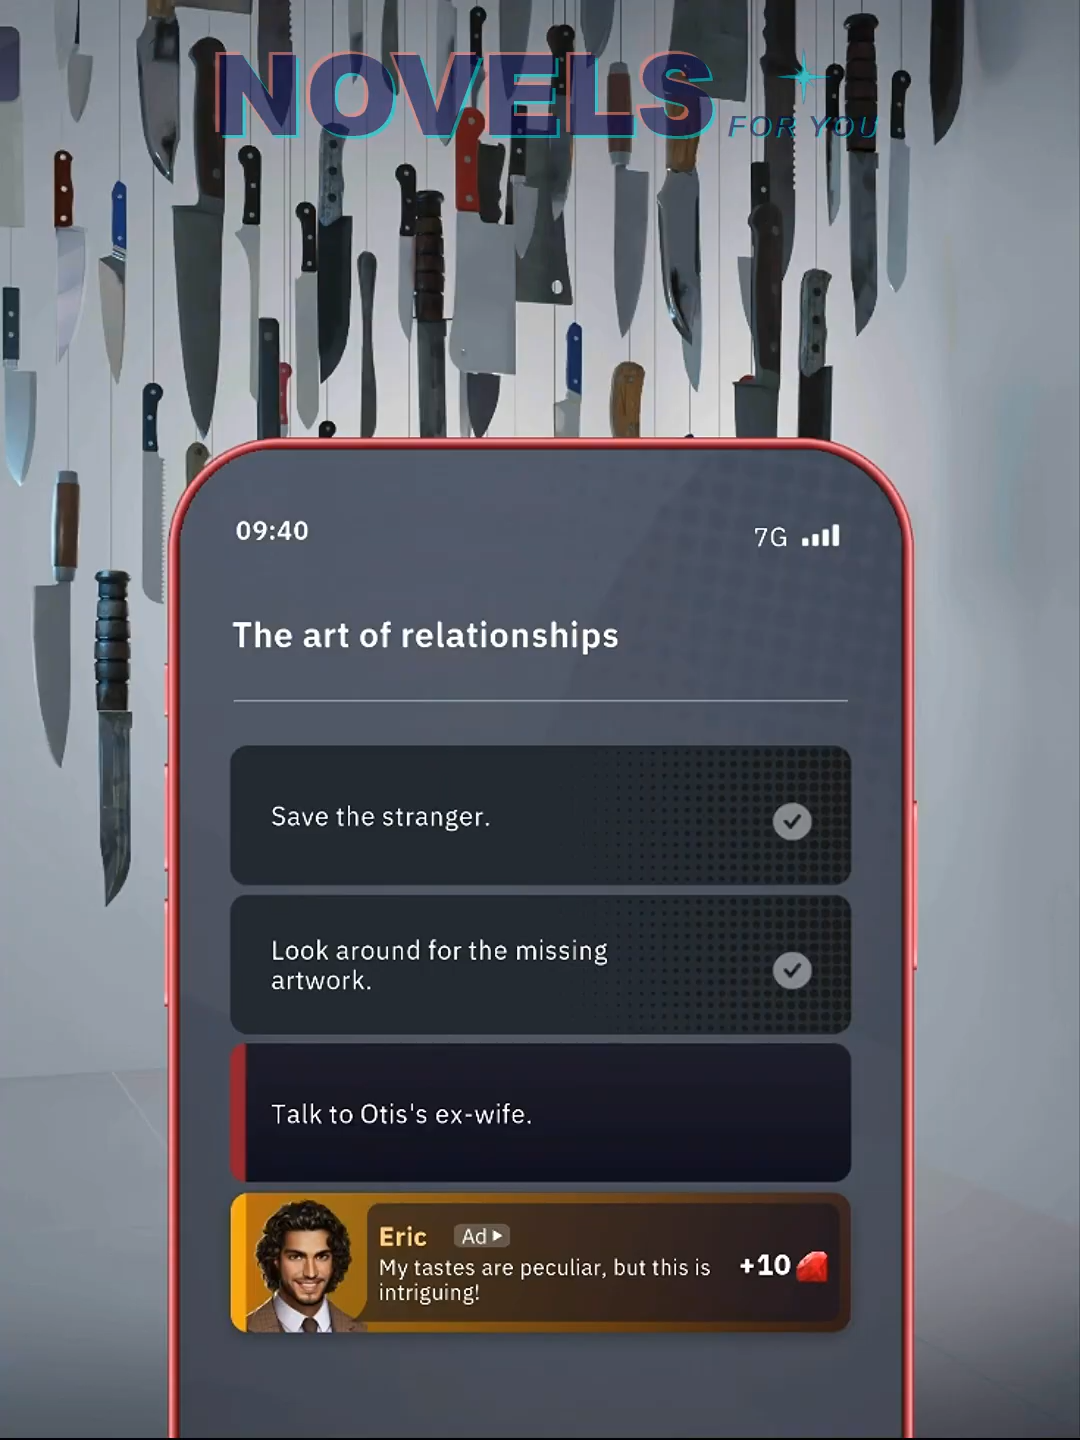 NOVELS
FOR YOU
09:40
7G
The art of relationships
Save the stranger.
Look around for the missing
artwork.
Talk to Otis's ex-wife.
Eric
Ad
My tastes are peculiar, but this is
intriguing!
+10